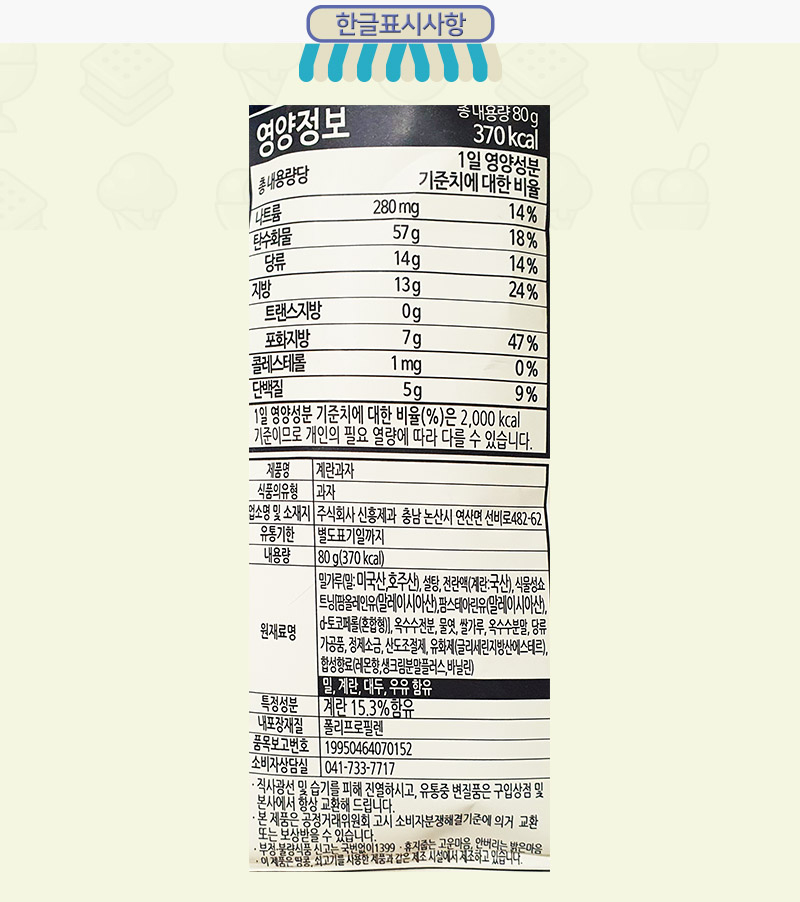 한글표시사항
영양정보
총 내용량 80g
370 kcal
총 내용량당
1일 영양성분
기준치에 대한 비율
나트륨 280 mg 14%
탄수화물 57 g 18%
당류 14 g 14%
지방 13 g 24%
트랜스지방 0 g
포화지방 7 g 47%
콜레스테롤 1 mg 0%
단백질 5 g 9%
1일 영양성분 기준치에 대한 비율(%)은 2,000 kcal
기준이므로 개인의 필요 열량에 따라 다를 수 있습니다.
제품명 계란과자
식품의유형 과자
업소명 및 소재지 주식회사 신흥제과 충남 논산시 연산면 선비로482-62
유통기한 별도표기일까지
내용량 80 g(370 kcal)
원재료명
밀가루(밀:미국산,호주산), 설탕, 전란액(계란:국산), 식물성쇼
트닝[팜올레인유(말레이시아산),팜스테아린유(말레이시아산),
d-토코페롤(혼합형)], 옥수수전분, 물엿, 쌀가루, 옥수수분말, 당류
가공품, 정제소금, 산도조절제, 유화제(글리세린지방산에스테르),
합성향료(레몬향,생크림분말플러스,바닐린)
밀, 계란, 대두, 우유 함유
특정성분 계란 15.3%함유
내포장재질 폴리프로필렌
품목보고번호 19950464070152
소비자상담실 041-733-7717
· 직사광선 및 습기를 피해 진열하시고, 유통중 변질품은 구입상점 및
본사에서 항상 교환해 드립니다.
· 본 제품은 공정거래위원회 고시 소비자분쟁해결기준에 의거 교환
또는 보상받을 수 있습니다.
· 부정·불량식품 신고는 국번없이1399 · 휴지줍는 고운마음, 안버리는 밝은마음
· 이 제품은 땅콩, 쇠고기를 사용한 제품과 같은 제조 시설에서 제조하고 있습니다.